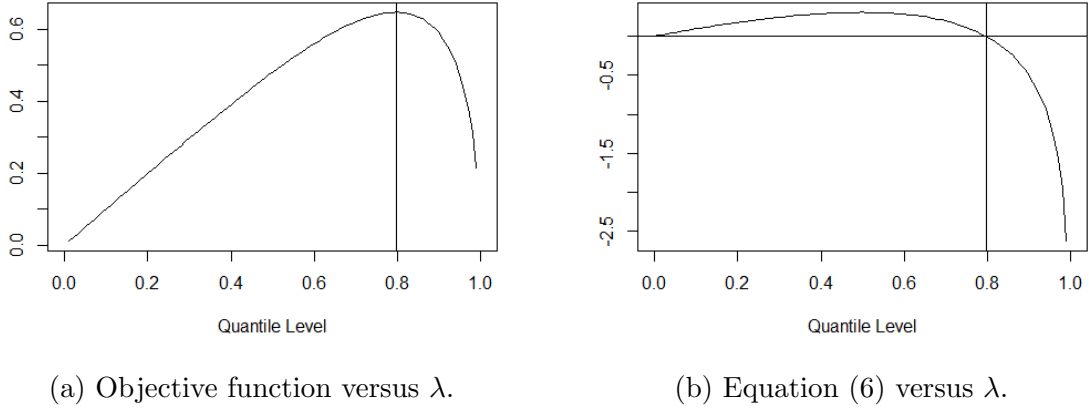 0.6
0.4
0.2
0.0
0.0 0.2 0.4 0.6 0.8 1.0
Quantile Level
(a) Objective function versus λ.
-0.5
-1.5
-2.5
0.0 0.2 0.4 0.6 0.8 1.0
Quantile Level
(b) Equation (6) versus λ.